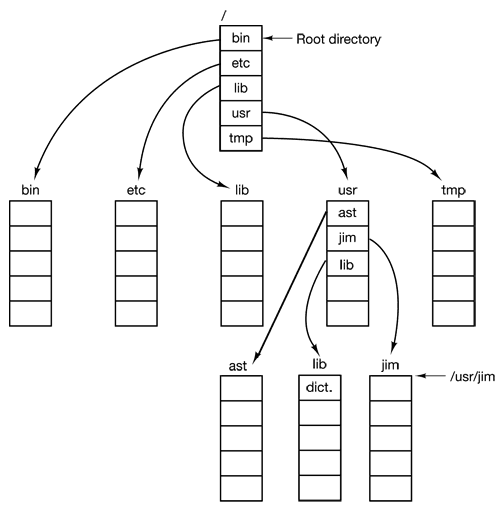 /
bin
Root directory
etc
lib
usr
tmp
bin
etc
lib
usr
tmp
ast
jim
lib
ast
lib
jim
/usr/jim
dict.